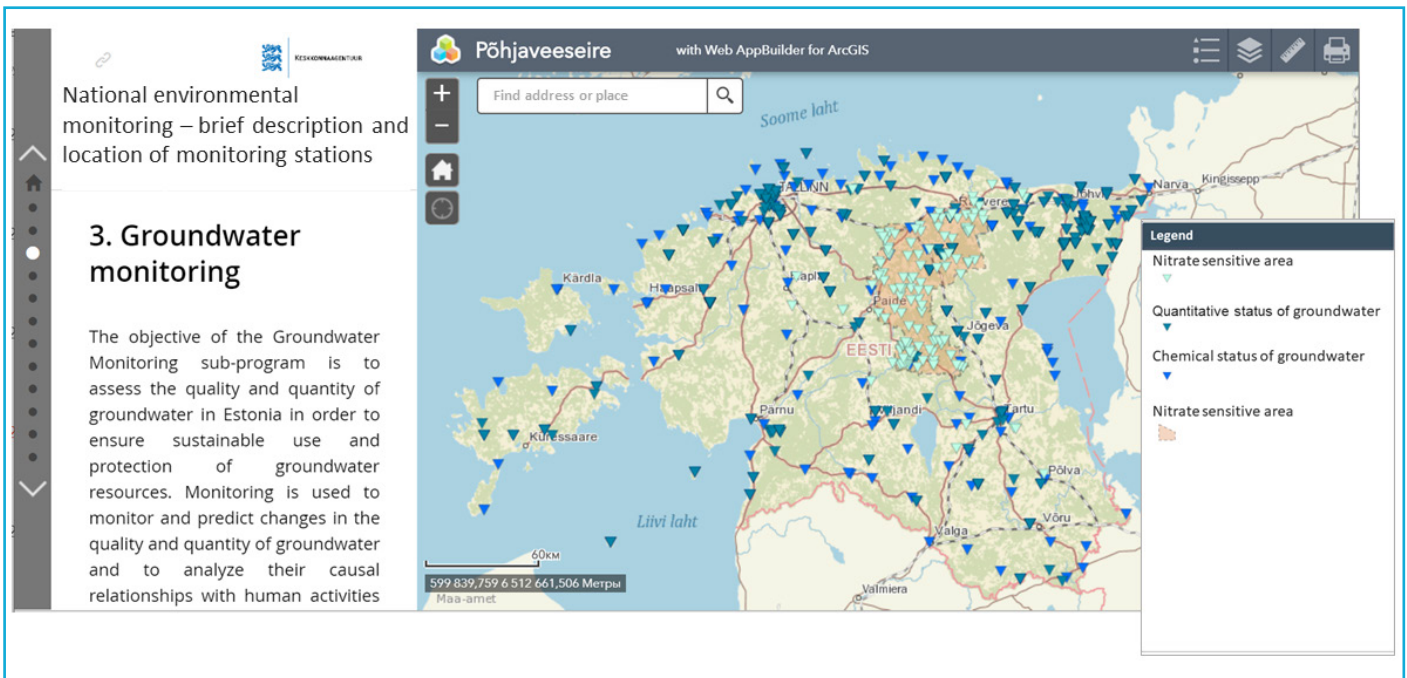 KESKKONNAAGENTUUR
National environmental
monitoring – brief description and
location of monitoring stations
3. Groundwater
monitoring
The objective of the Groundwater
Monitoring sub-program is to
assess the quality and quantity of
groundwater in Estonia in order to
ensure sustainable use and
protection of groundwater
resources. Monitoring is used to
monitor and predict changes in the
quality and quantity of groundwater
and to analyze their causal
relationships with human activities
Põhjaveeseire
with Web AppBuilder for ArcGIS
Find address or place
Soome laht
TALLINN
Narva
Kingissepp
Kärdla
Haapsalu
Paide
Jõgeva
EESTI
Pärnu
Tartu
Kuressaare
Põlva
Liivi laht
Võru
Valga
Valmiera
60км
599 839,759 6 512 661,506 Метры
Maa-amet
Legend
Nitrate sensitive area
Quantitative status of groundwater
Chemical status of groundwater
Nitrate sensitive area